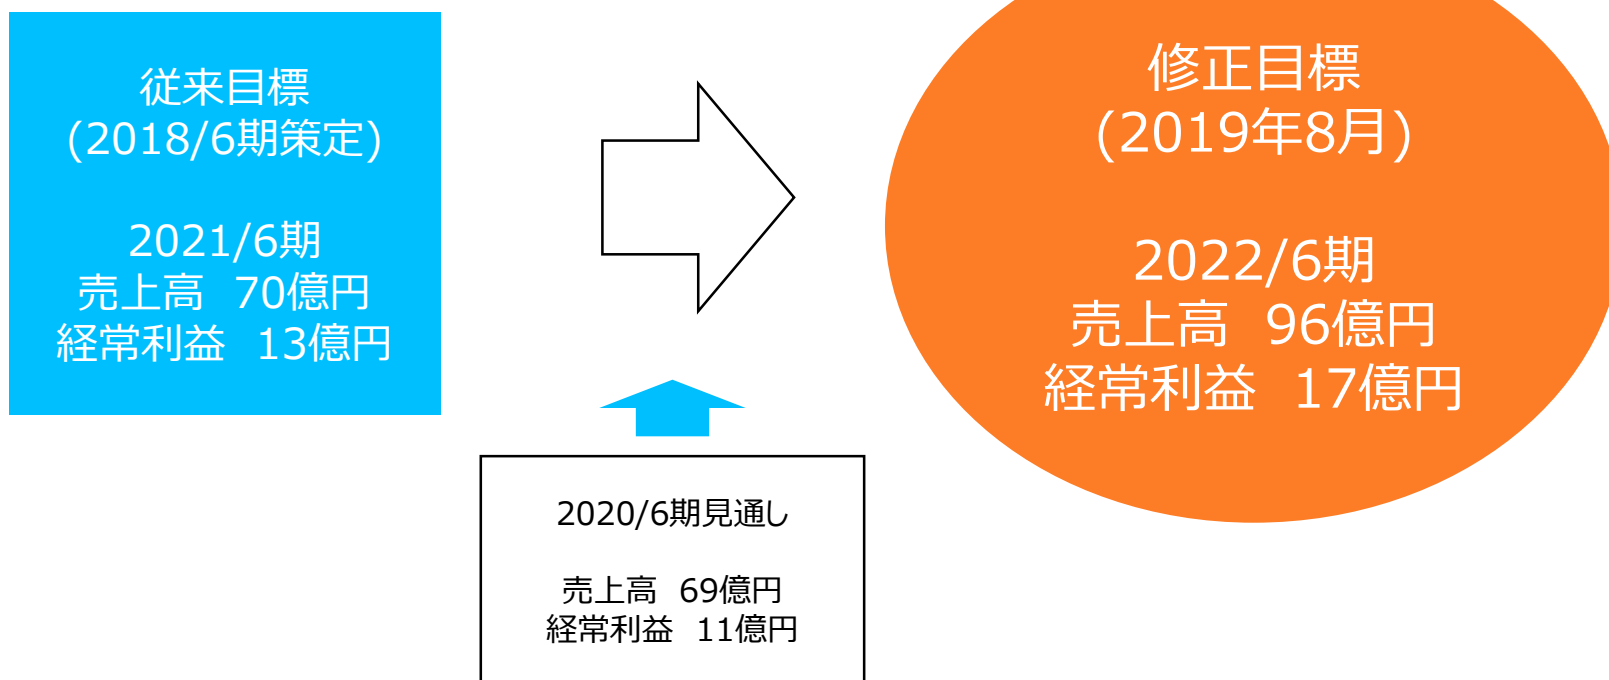 従来目標
(2018/6期策定)
2021/6期
売上高　70億円
経常利益　13億円
修正目標
(2019年8月)
2022/6期
売上高　96億円
経常利益　17億円
2020/6期見通し
売上高　69億円
経常利益　11億円